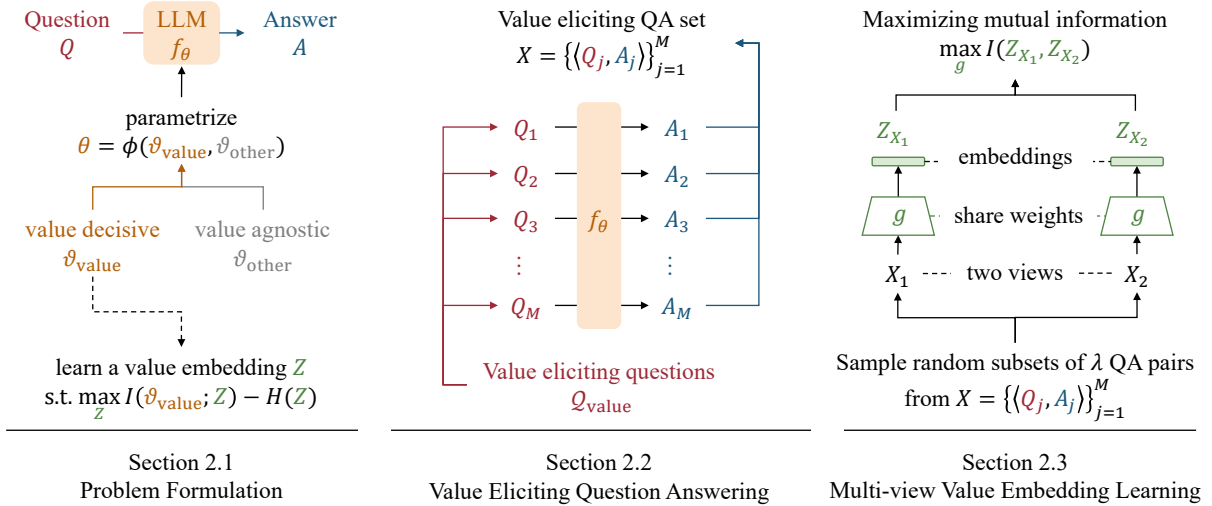 Question
Q
LLM
f_θ
Answer
A
parametrize
θ = ϕ(ϑ_value, ϑ_other)
value decisive
ϑ_value
value agnostic
ϑ_other
learn a value embedding Z
s.t. max_Z I(ϑ_value; Z) − H(Z)
Section 2.1
Problem Formulation
Value eliciting QA set
X = {⟨Q_j, A_j⟩}_{j=1}^M
Q_1
A_1
Q_2
A_2
Q_3
f_θ
A_3
⋮
⋮
Q_M
A_M
Value eliciting questions
Q_value
Section 2.2
Value Eliciting Question Answering
Maximizing mutual information
max_g I(Z_{X_1}, Z_{X_2})
Z_{X_1}
Z_{X_2}
embeddings
g
share weights
g
X_1
two views
X_2
Sample random subsets of λ QA pairs
from X = {⟨Q_j, A_j⟩}_{j=1}^M
Section 2.3
Multi-view Value Embedding Learning